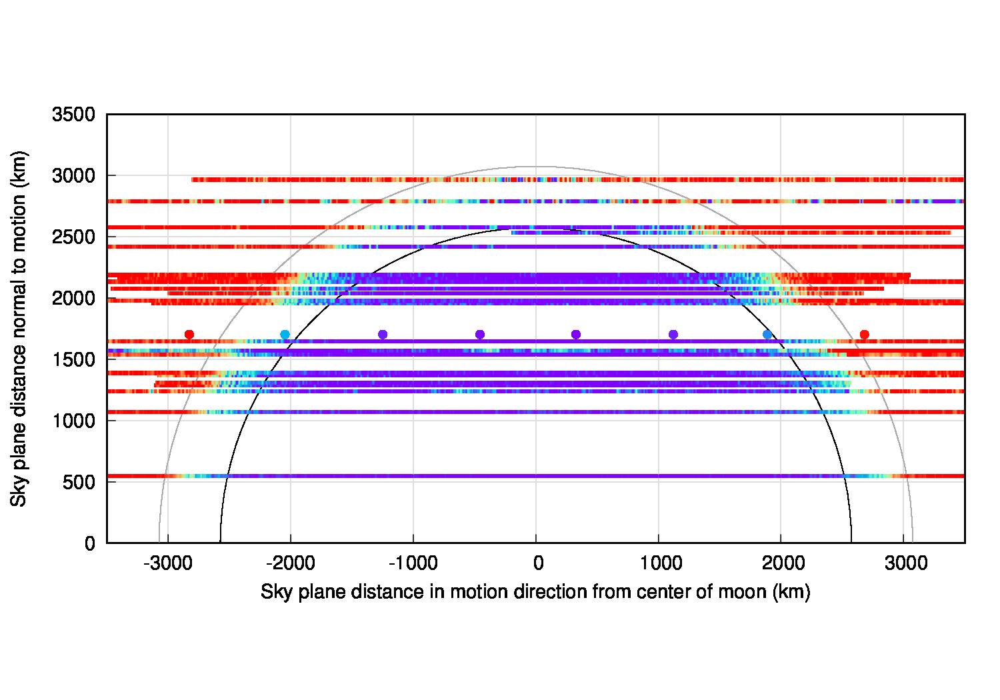 3500
3000
2500
2000
1500
1000
500
0
Sky plane distance normal to motion (km)
-3000 -2000 -1000 0 1000 2000 3000
Sky plane distance in motion direction from center of moon (km)